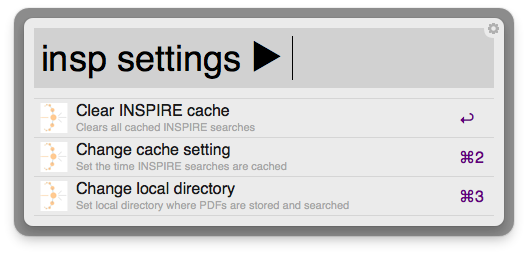 insp settings ▶
Clear INSPIRE cache
Clears all cached INSPIRE searches
↩
Change cache setting
Set the time INSPIRE searches are cached
⌘2
Change local directory
Set local directory where PDFs are stored and searched
⌘3